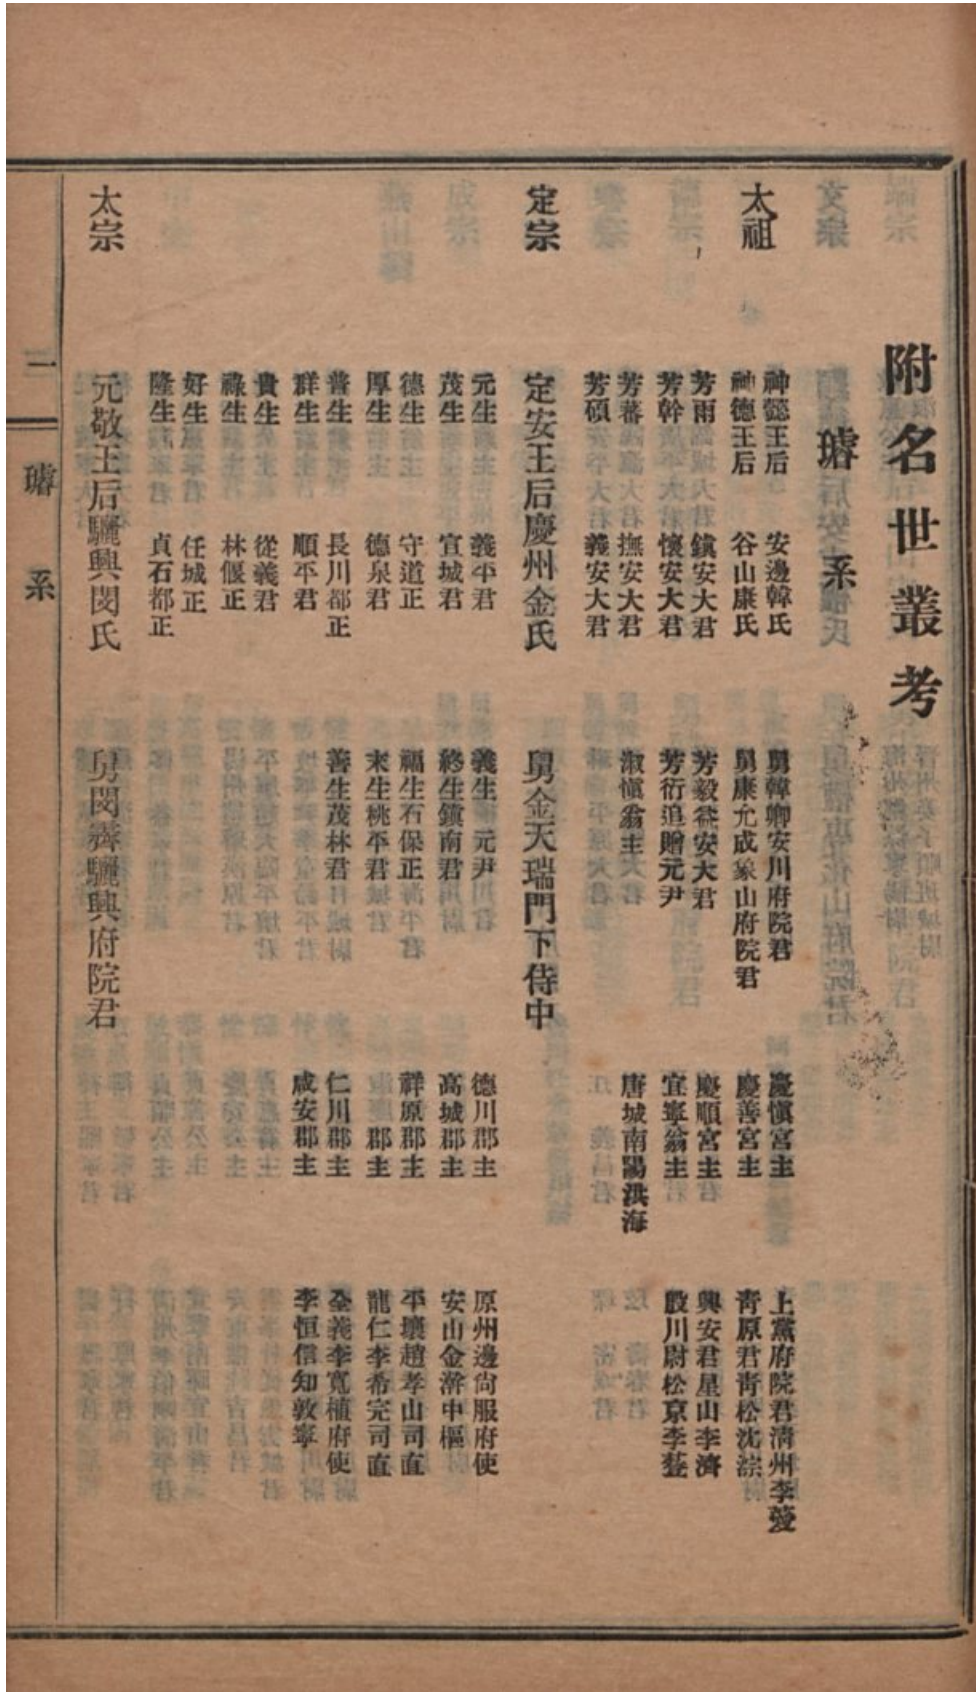 附名世叢考
璿系
太祖
神懿王后 安邊韓氏 舅韓卿安川府院君 慶愼宮主 上黨府院君淸州李薆
神德王后 谷山康氏 舅康允成象山府院君 慶善宮主 靑原君靑松沈淙
芳雨 鎭安大君 芳毅益安大君 慶順宮主 興安君星山李濟
芳幹 懷安大君 芳衍追贈元尹 宜寧翁主 啟川尉松京李薆
芳蕃 撫安大君 淑愼翁主 唐城南陽洪海
芳碩 義安大君
定宗
定安王后慶州金氏 舅金天瑞門下侍中
元生 義平君 義生 元尹 德川郡主 原州邊尙服府使
茂生 宣城君 終生鎭南君 高城郡主 安山金澣中樞
德生 守道正 福生石保正 祥原郡主 平壤趙孝山司直
厚生 德泉君 末生桃平君 郡主 龍仁李希完司直
普生 長川都正 善生茂林君 仁川郡主 全義李寬植府使
群生 順平君 咸安郡主 李恒信知敦寧
貴生 從義君
祿生 林偃正
好生 任城正
隆生 貞石都正
太宗
元敬王后驪興閔氏 舅閔霽驪興府院君
一 璿系